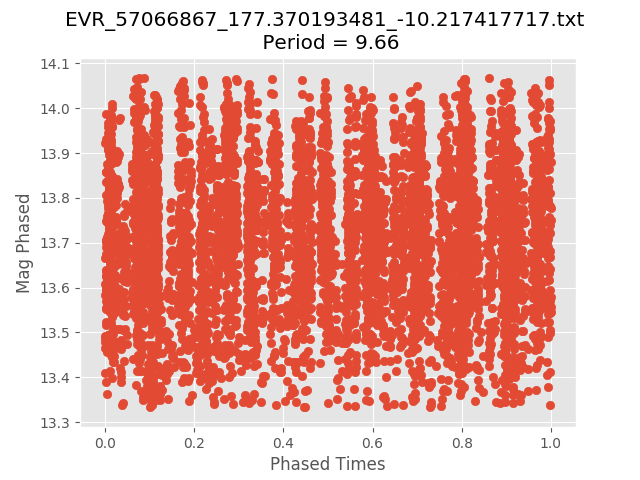 EVR_57066867_177.370193481_-10.217417717.txt
Period = 9.66
14.1
14.0
13.9
13.8
13.7
13.6
13.5
13.4
13.3
Mag Phased
0.0 0.2 0.4 0.6 0.8 1.0
Phased Times